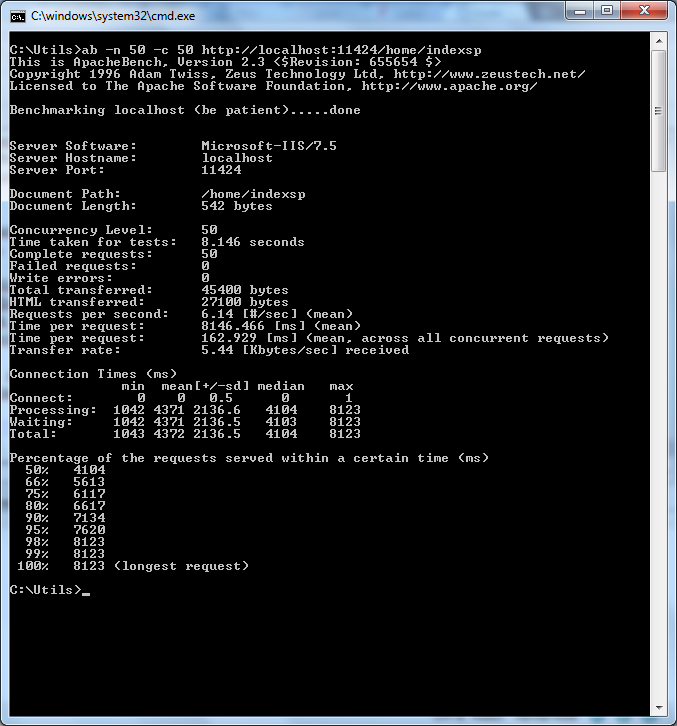 C:\windows\system32\cmd.exe
C:\Utils>ab -n 50 -c 50 http://localhost:11424/home/indexsp
This is ApacheBench, Version 2.3 <$Revision: 655654 $>
Copyright 1996 Adam Twiss, Zeus Technology Ltd, http://www.zeustech.net/
Licensed to The Apache Software Foundation, http://www.apache.org/
Benchmarking localhost (be patient).....done
Server Software:        Microsoft-IIS/7.5
Server Hostname:        localhost
Server Port:            11424
Document Path:          /home/indexsp
Document Length:        542 bytes
Concurrency Level:      50
Time taken for tests:   8.146 seconds
Complete requests:      50
Failed requests:        0
Write errors:           0
Total transferred:      45400 bytes
HTML transferred:       27100 bytes
Requests per second:    6.14 [#/sec] (mean)
Time per request:       8146.466 [ms] (mean)
Time per request:       162.929 [ms] (mean, across all concurrent requests)
Transfer rate:          5.44 [Kbytes/sec] received
Connection Times (ms)
              min  mean[+/-sd] median   max
Connect:        0    0   0.5      0       1
Processing:  1042 4371 2136.6   4104    8123
Waiting:     1042 4371 2136.5   4103    8123
Total:       1043 4372 2136.5   4104    8123
Percentage of the requests served within a certain time (ms)
  50%   4104
  66%   5613
  75%   6117
  80%   6617
  90%   7134
  95%   7620
  98%   8123
  99%   8123
 100%   8123 (longest request)
C:\Utils>_